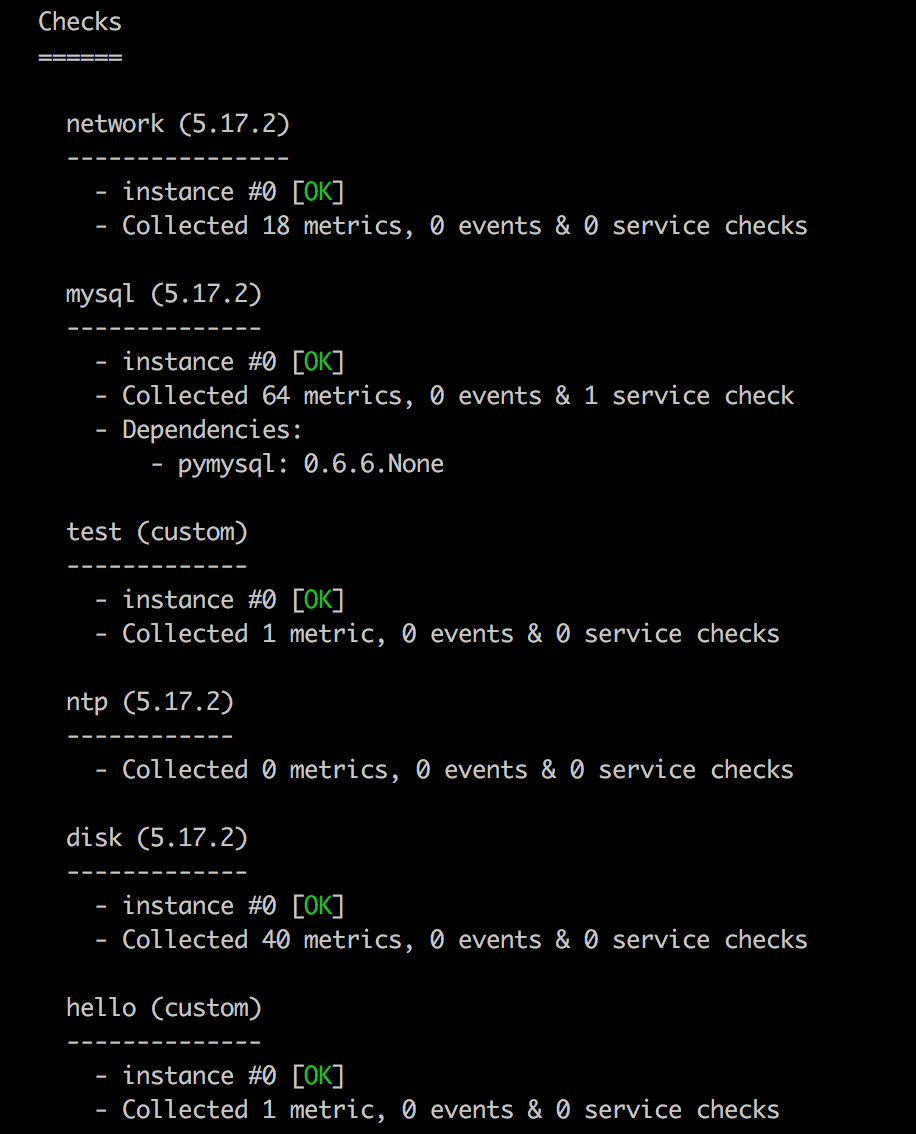 Checks
======
network (5.17.2)
----------------
- instance #0 [OK]
- Collected 18 metrics, 0 events & 0 service checks
mysql (5.17.2)
--------------
- instance #0 [OK]
- Collected 64 metrics, 0 events & 1 service check
- Dependencies:
- pymysql: 0.6.6.None
test (custom)
-------------
- instance #0 [OK]
- Collected 1 metric, 0 events & 0 service checks
ntp (5.17.2)
------------
- Collected 0 metrics, 0 events & 0 service checks
disk (5.17.2)
-------------
- instance #0 [OK]
- Collected 40 metrics, 0 events & 0 service checks
hello (custom)
--------------
- instance #0 [OK]
- Collected 1 metric, 0 events & 0 service checks